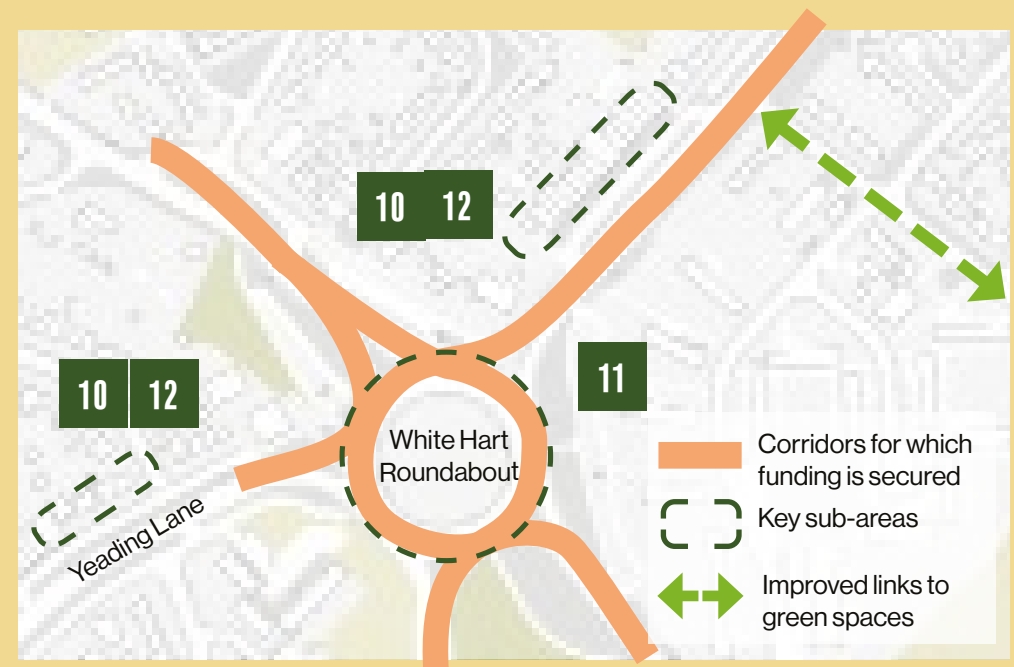 10 12
10 12
11
White Hart
Roundabout
Yeading Lane
Corridors for which
funding is secured
Key sub-areas
Improved links to
green spaces